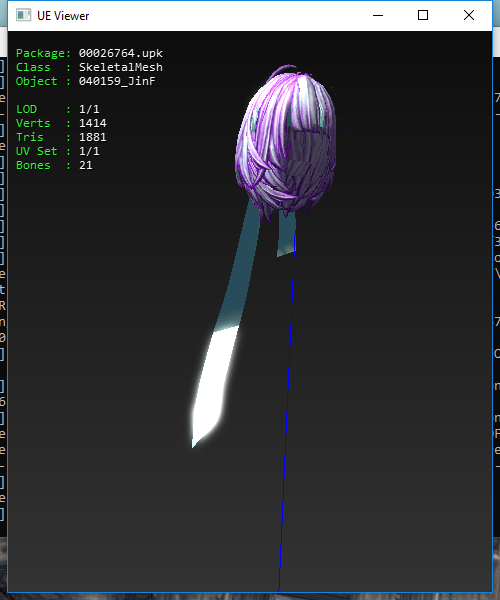 UE Viewer
Package: 00026764.upk
Class  : SkeletalMesh
Object : 040159_JinF
LOD    : 1/1
Verts  : 1414
Tris   : 1881
UV Set : 1/1
Bones  : 21